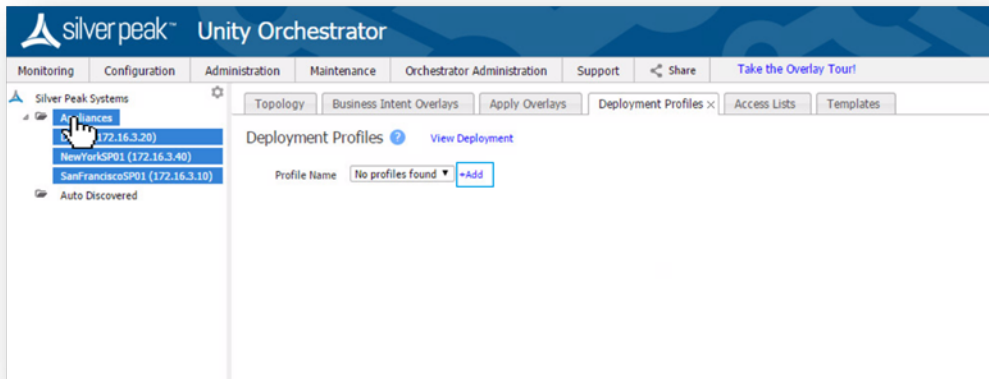 silver peak™ Unity Orchestrator
Monitoring Configuration Administration Maintenance Orchestrator Administration Support Share Take the Overlay Tour!
Silver Peak Systems
Appliances
(172.16.3.20)
NewYorkSP01 (172.16.3.40)
SanFranciscoSP01 (172.16.3.10)
Auto Discovered
Topology Business Intent Overlays Apply Overlays Deployment Profiles × Access Lists Templates
Deployment Profiles ? View Deployment
Profile Name No profiles found ▼ +Add